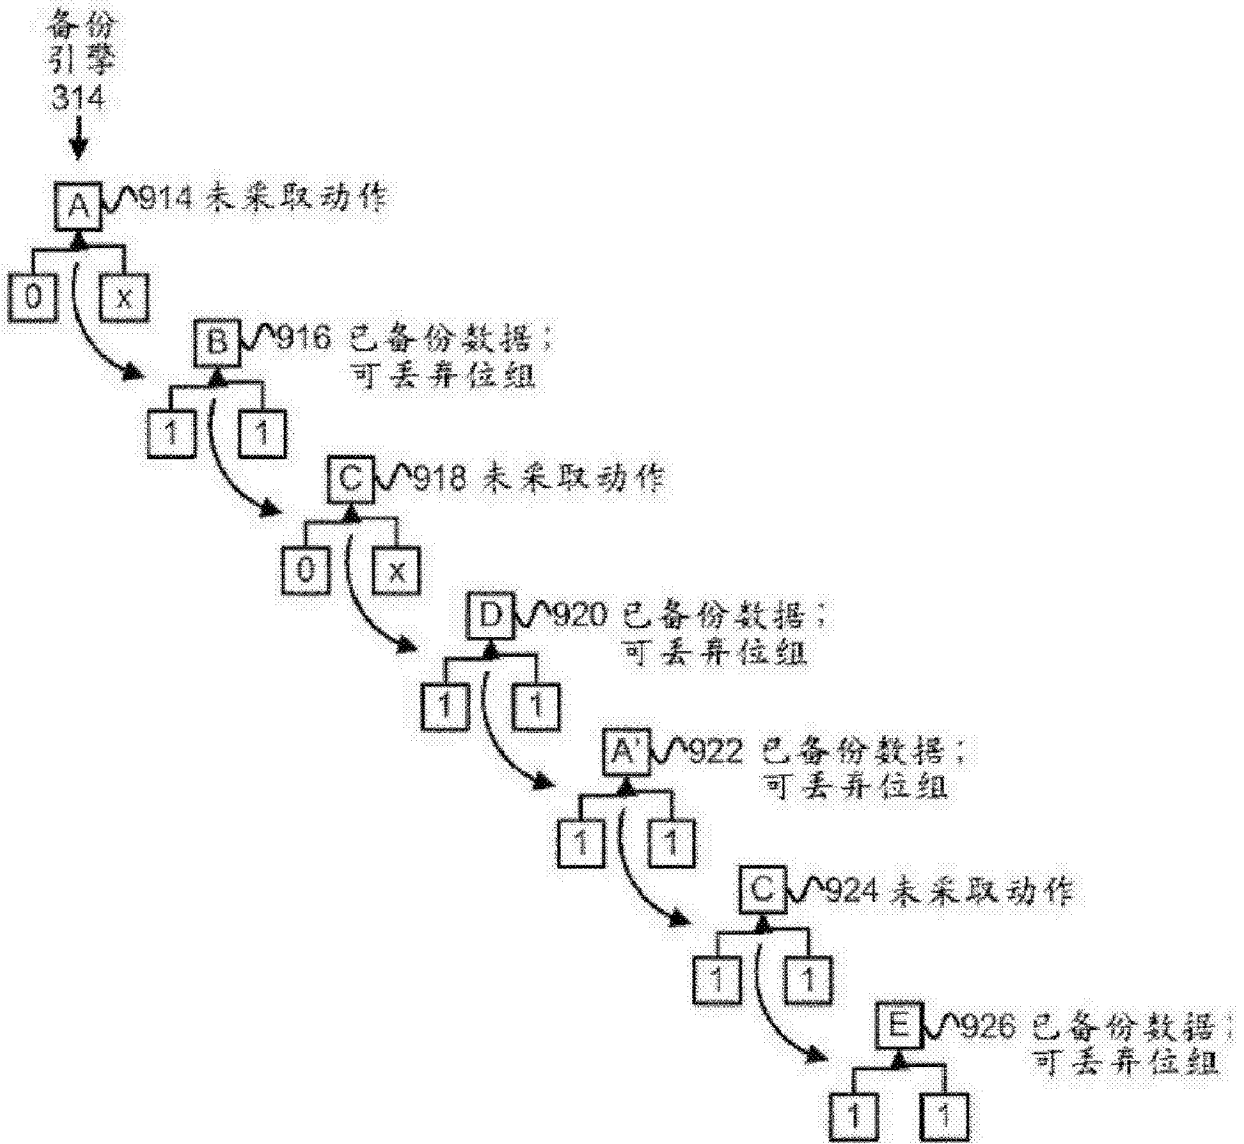 备份
引擎
314
A
914 未采取动作
0
x
B
916 已备份数据；
可丢弃位组
1
1
C
918 未采取动作
0
x
D
920 已备份数据；
可丢弃位组
1
1
A'
922 已备份数据；
可丢弃位组
1
1
C
924 未采取动作
1
1
E
926 已备份数据；
可丢弃位组
1
1